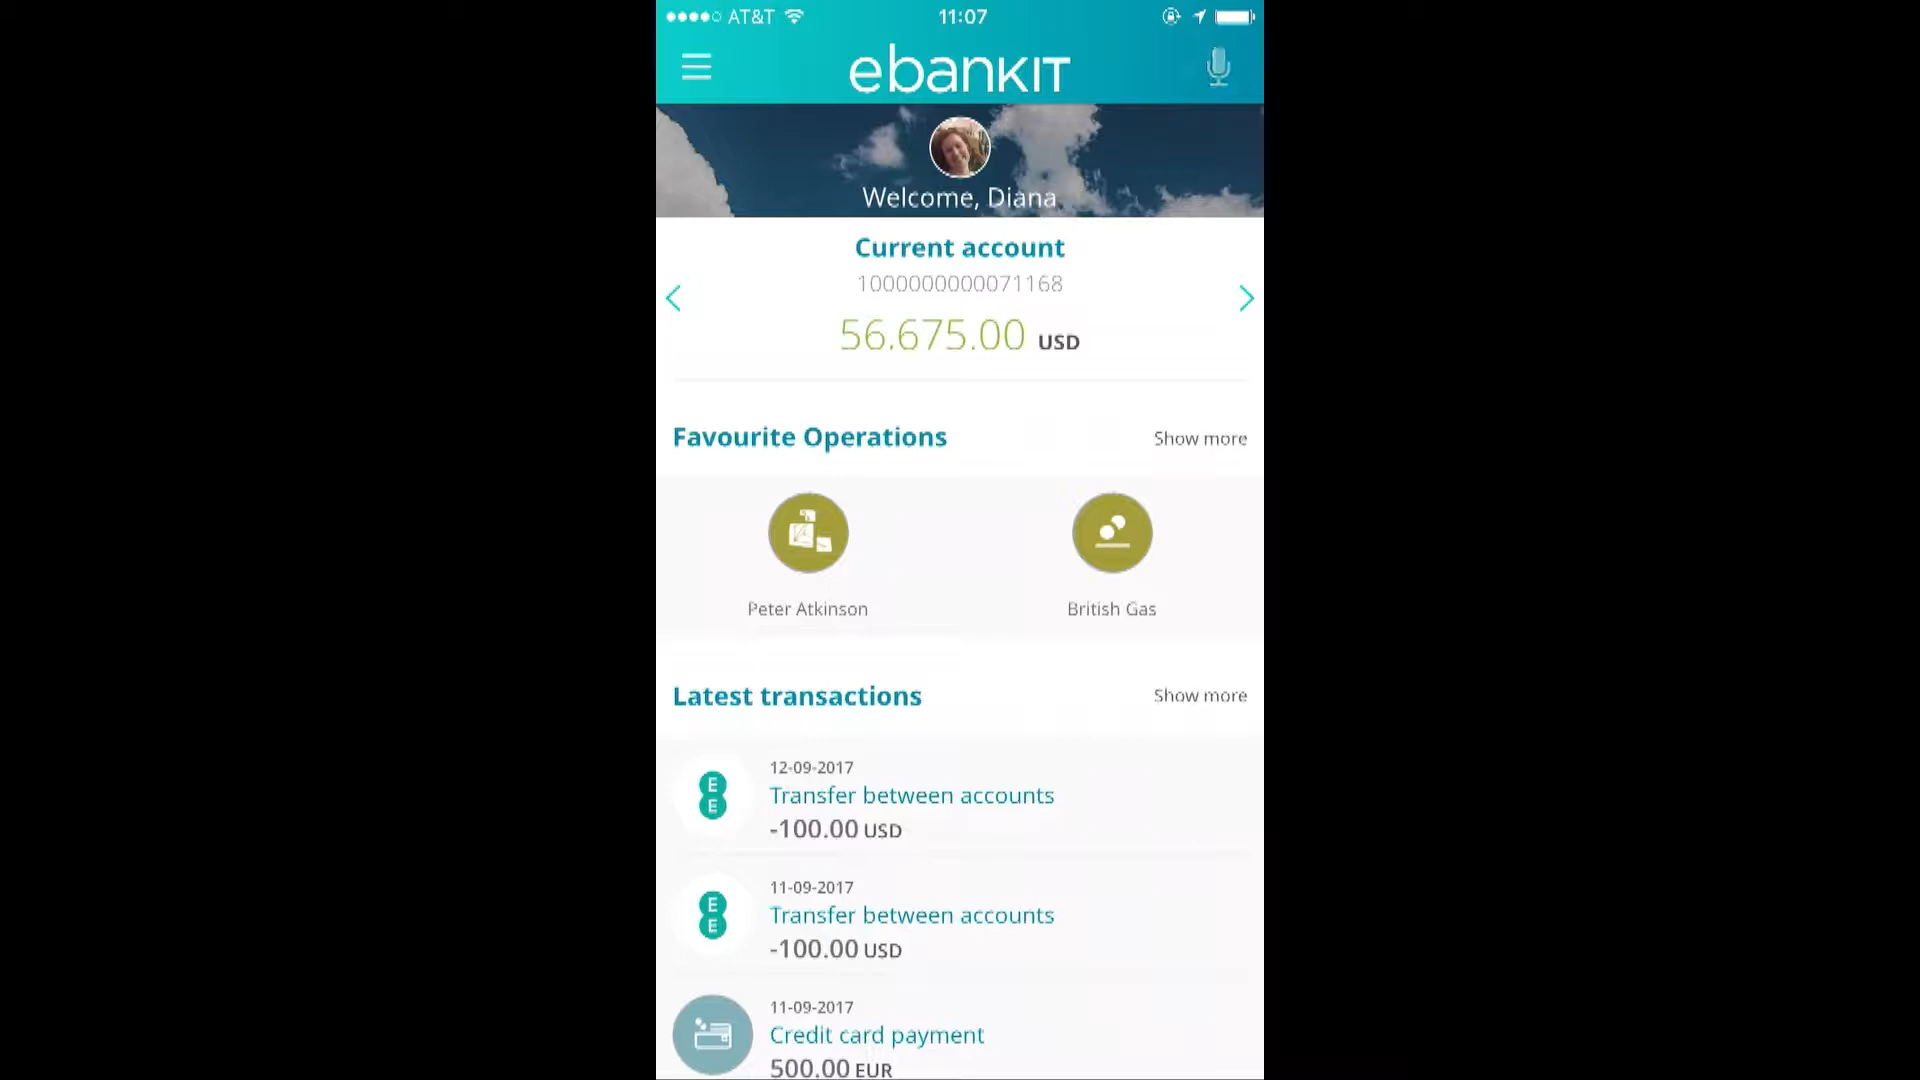 AT&T 11:07
ebankIT
Welcome, Diana
Current account
1000000000071168
56.675.00 USD
Favourite Operations Show more
Peter Atkinson British Gas
Latest transactions Show more
12-09-2017
E
E
Transfer between accounts
-100.00 USD
11-09-2017
E
E
Transfer between accounts
-100.00 USD
11-09-2017
Credit card payment
500.00 EUR